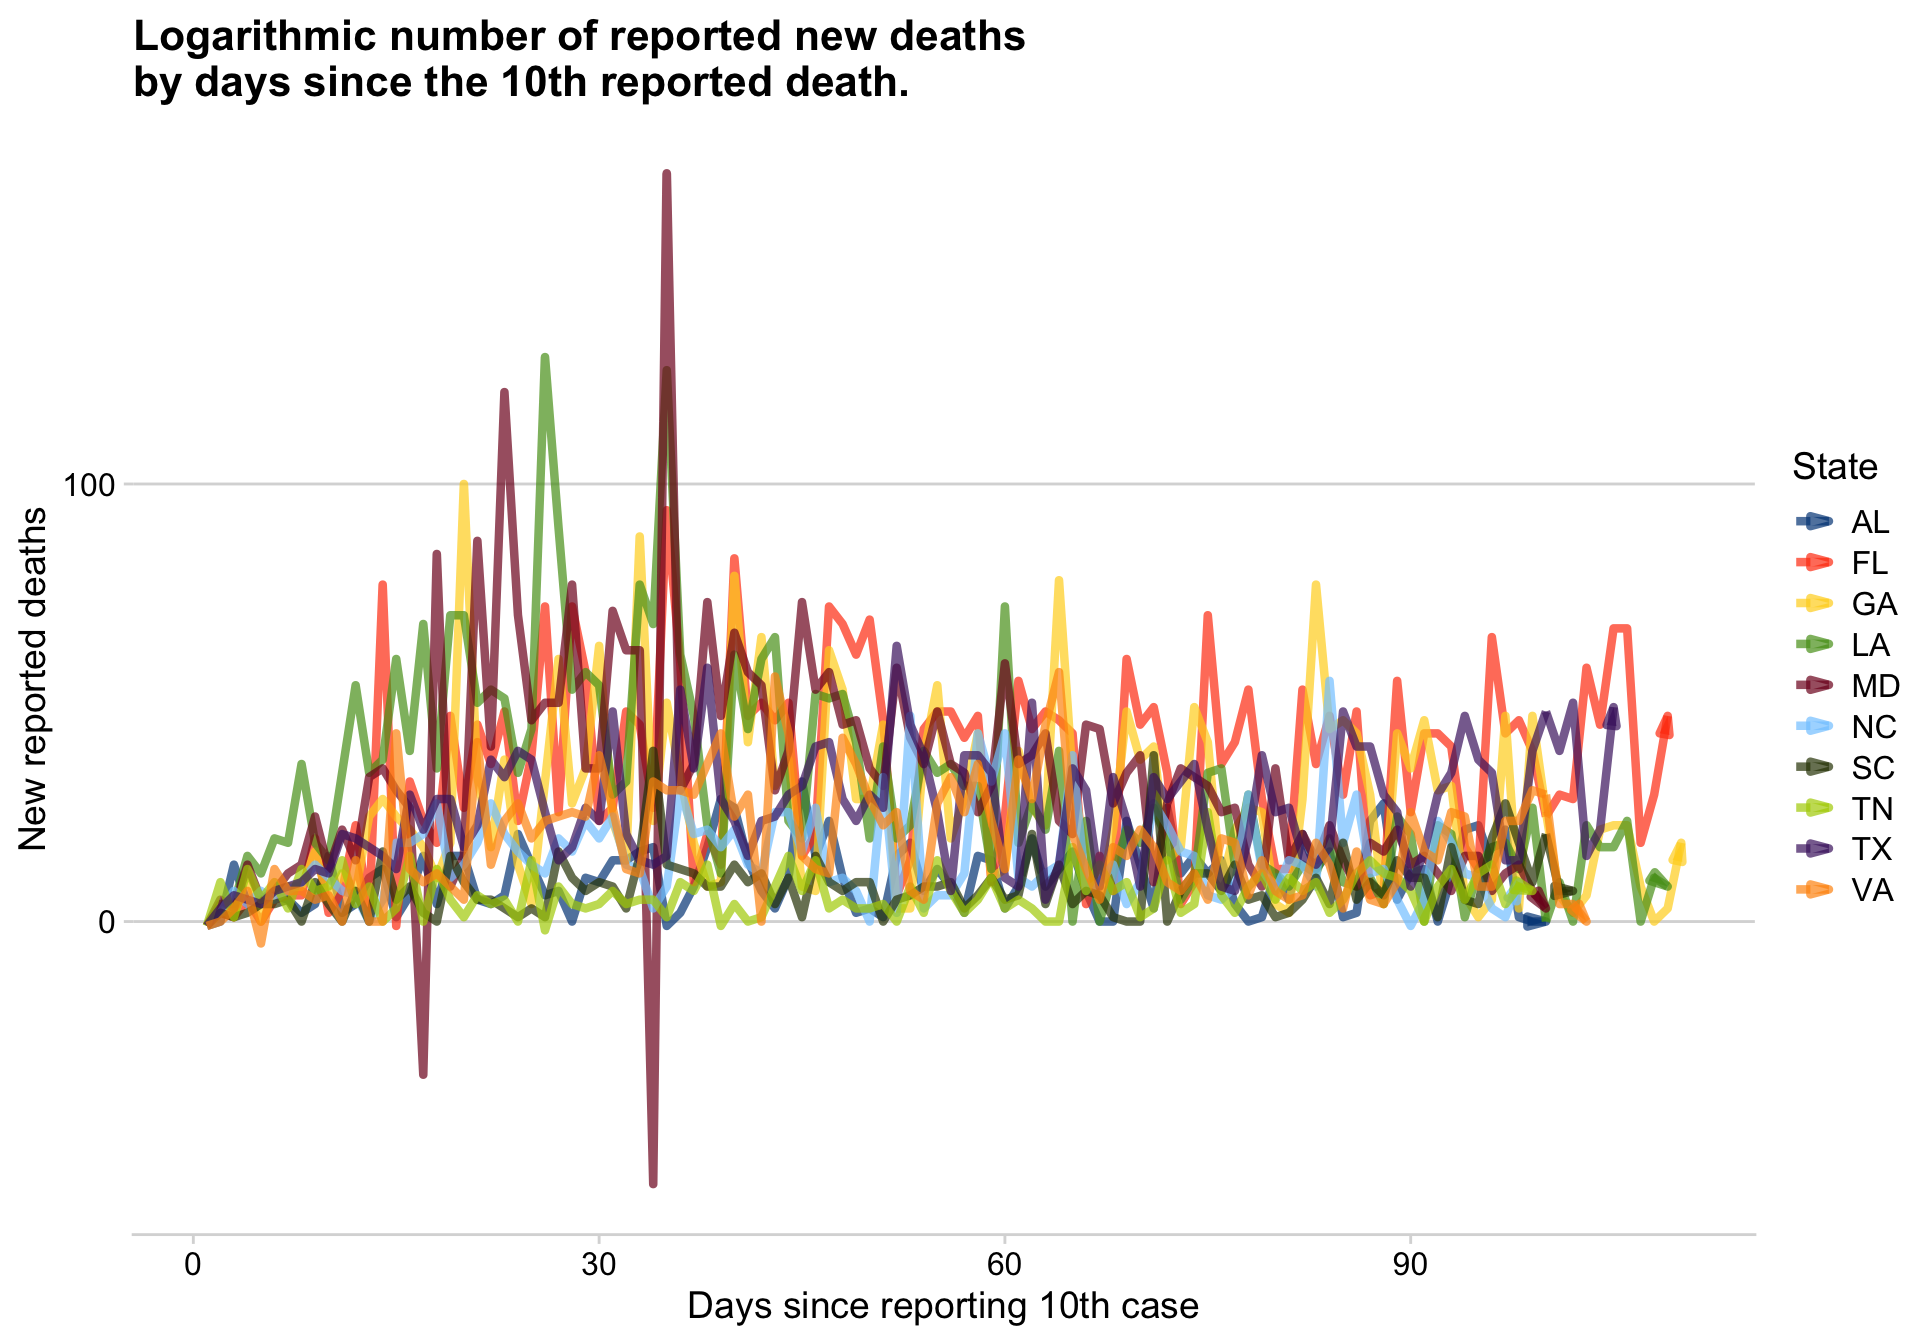 Logarithmic number of reported new deaths
by days since the 10th reported death.
New reported deaths
100
0
0
30
60
90
Days since reporting 10th case
State
AL
FL
GA
LA
MD
NC
SC
TN
TX
VA